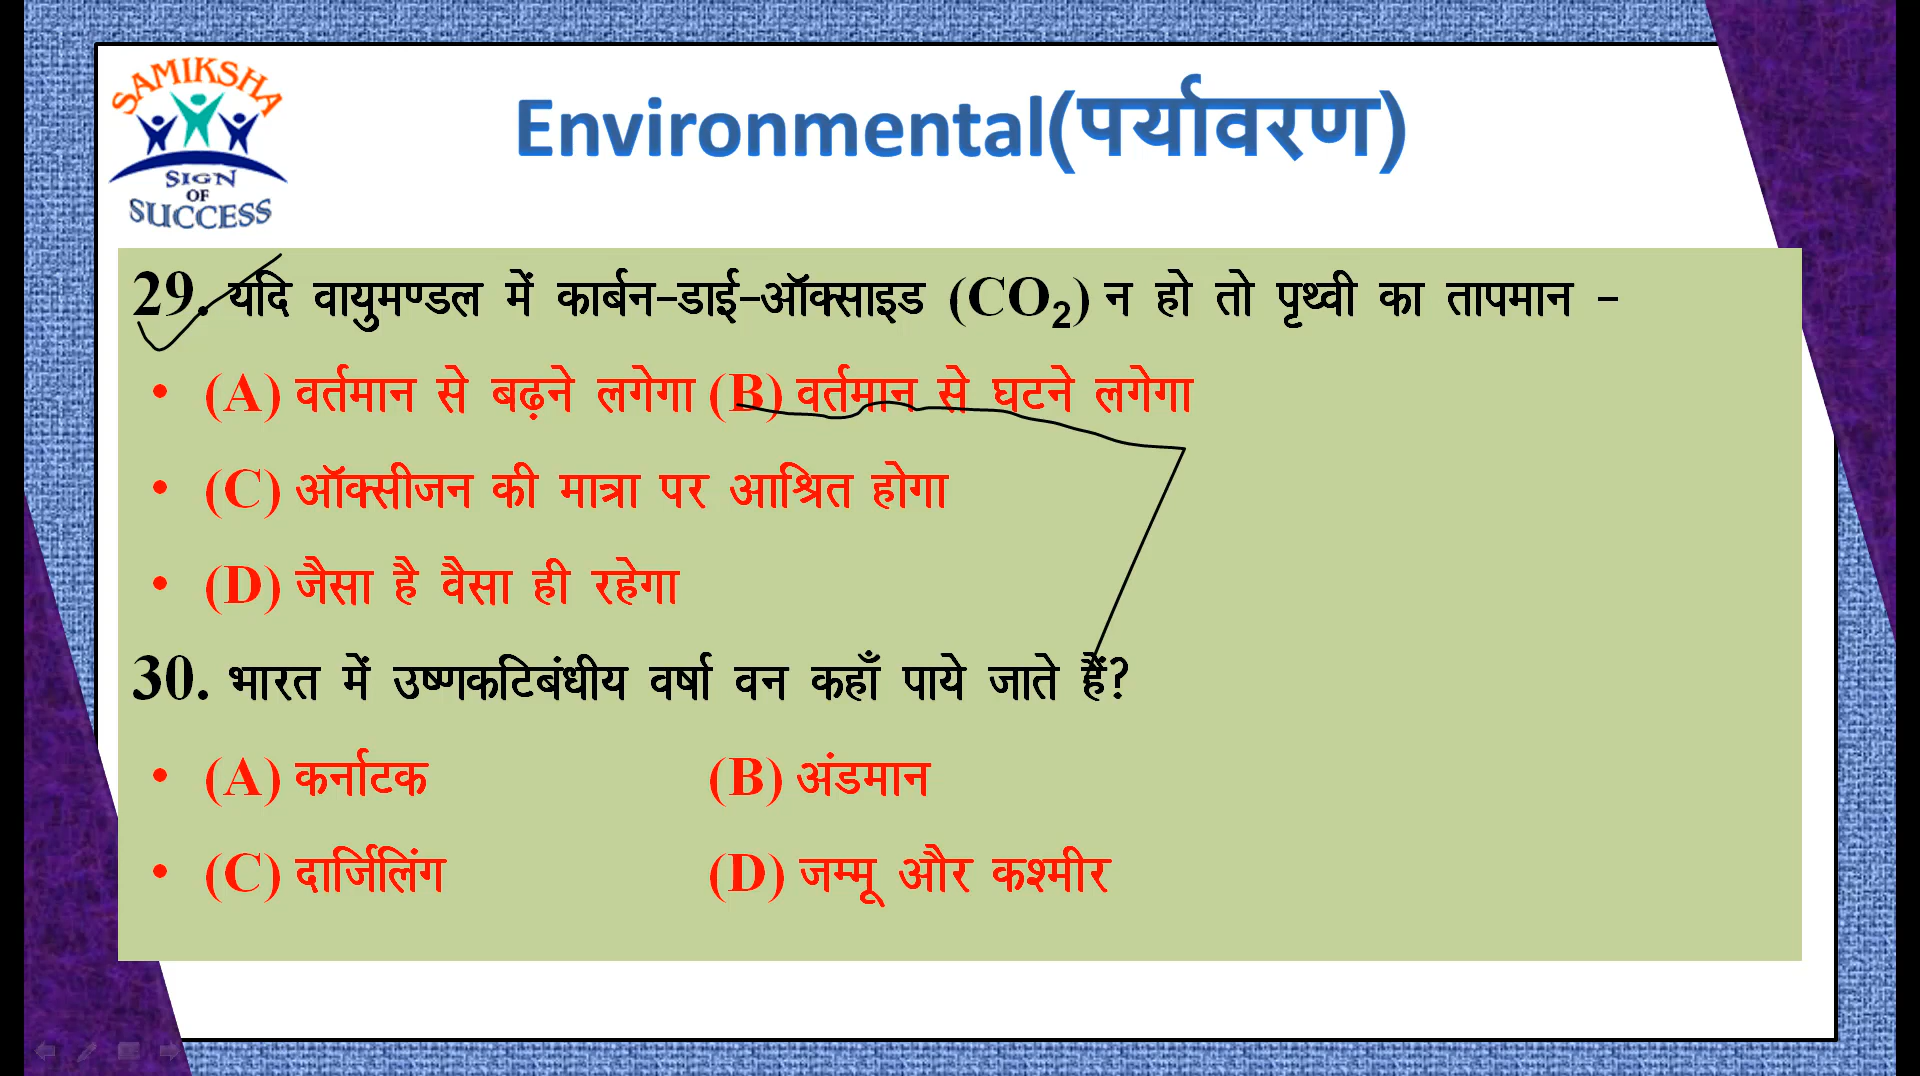 SAMIKSHA
SIGN
OF
SUCCESS
Environmental(पर्यावरण)
29. यदि वायुमण्डल में कार्बन-डाई-ऑक्साइड (CO₂) न हो तो पृथ्वी का तापमान -
• (A) वर्तमान से बढ़ने लगेगा (B) वर्तमान से घटने लगेगा
• (C) ऑक्सीजन की मात्रा पर आश्रित होगा
• (D) जैसा है वैसा ही रहेगा
30. भारत में उष्णकटिबंधीय वर्षा वन कहाँ पाये जाते हैं?
• (A) कर्नाटक (B) अंडमान
• (C) दार्जिलिंग (D) जम्मू और कश्मीर